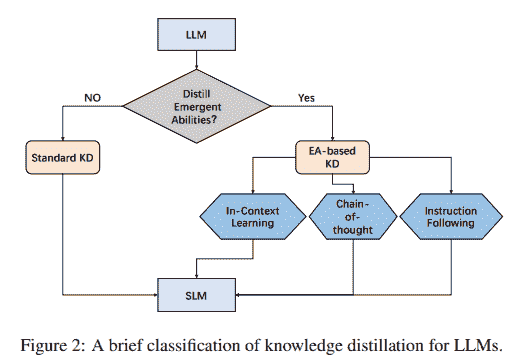 LLM
Distill
Emergent
Abilities?
NO
Yes
Standard KD
EA-based
KD
In-Context
Learning
Chain-
of-
thought
Instruction
Following
SLM
Figure 2: A brief classification of knowledge distillation for LLMs.